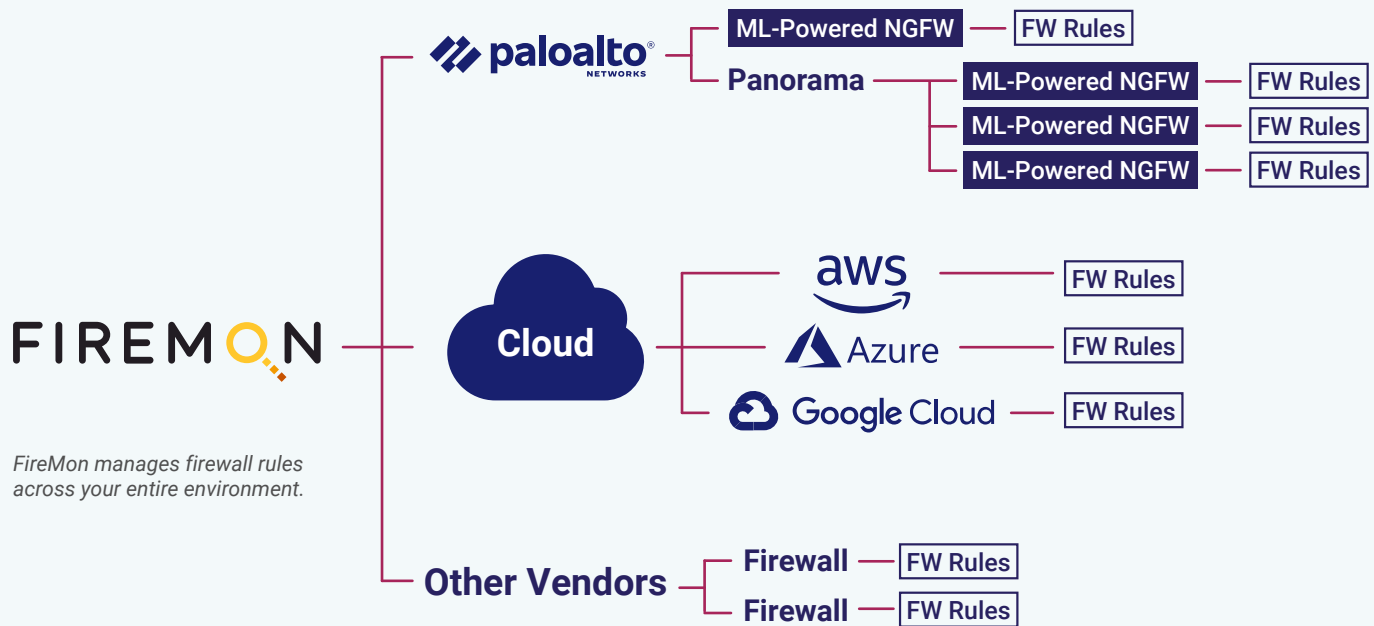 paloalto®
NETWORKS
ML-Powered NGFW
FW Rules
Panorama
ML-Powered NGFW
FW Rules
ML-Powered NGFW
FW Rules
ML-Powered NGFW
FW Rules
FIREMON
FireMon manages firewall rules
across your entire environment.
Cloud
aws
FW Rules
Azure
FW Rules
Google Cloud
FW Rules
Other Vendors
Firewall
FW Rules
Firewall
FW Rules